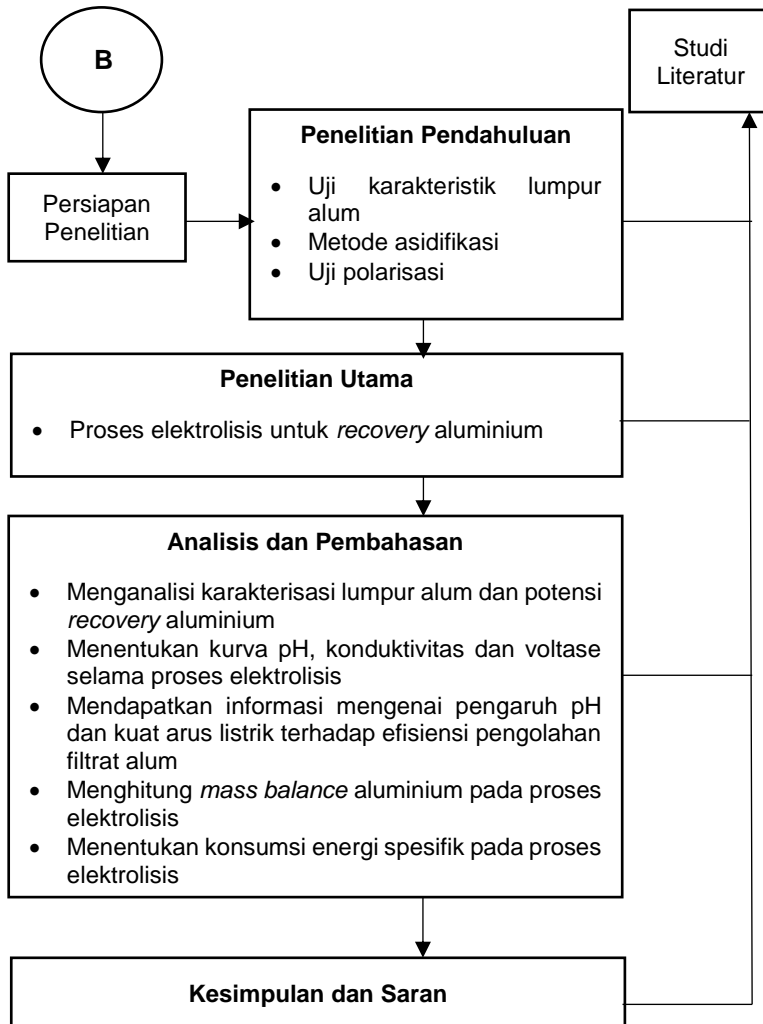 B
Studi
Literatur
Persiapan
Penelitian
Penelitian Pendahuluan
• Uji karakteristik lumpur
alum
• Metode asidifikasi
• Uji polarisasi
Penelitian Utama
• Proses elektrolisis untuk recovery aluminium
Analisis dan Pembahasan
• Menganalisi karakterisasi lumpur alum dan potensi
recovery aluminium
• Menentukan kurva pH, konduktivitas dan voltase
selama proses elektrolisis
• Mendapatkan informasi mengenai pengaruh pH
dan kuat arus listrik terhadap efisiensi pengolahan
filtrat alum
• Menghitung mass balance aluminium pada proses
elektrolisis
• Menentukan konsumsi energi spesifik pada proses
elektrolisis
Kesimpulan dan Saran